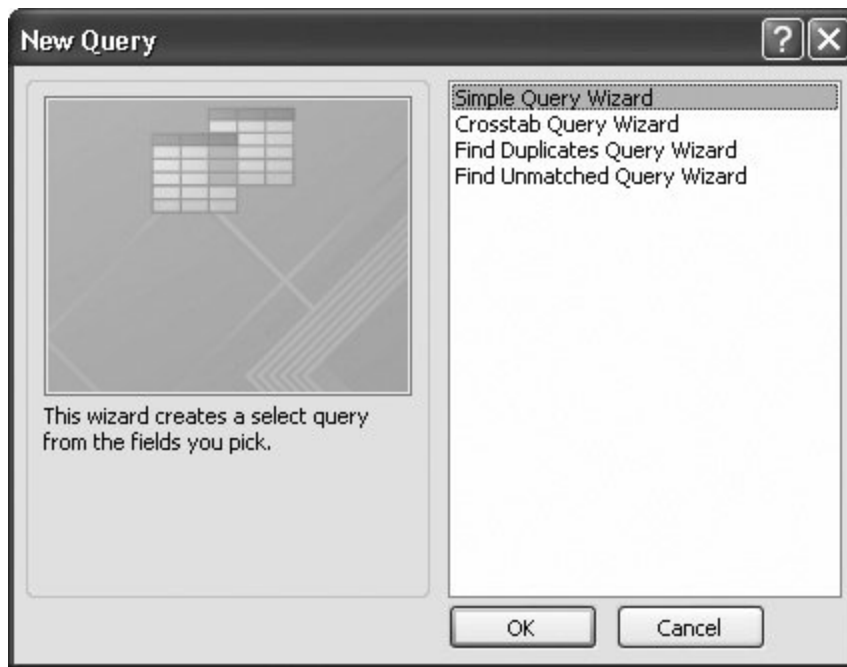 New Query
?
Simple Query Wizard
Crosstab Query Wizard
Find Duplicates Query Wizard
Find Unmatched Query Wizard
This wizard creates a select query
from the fields you pick.
OK
Cancel